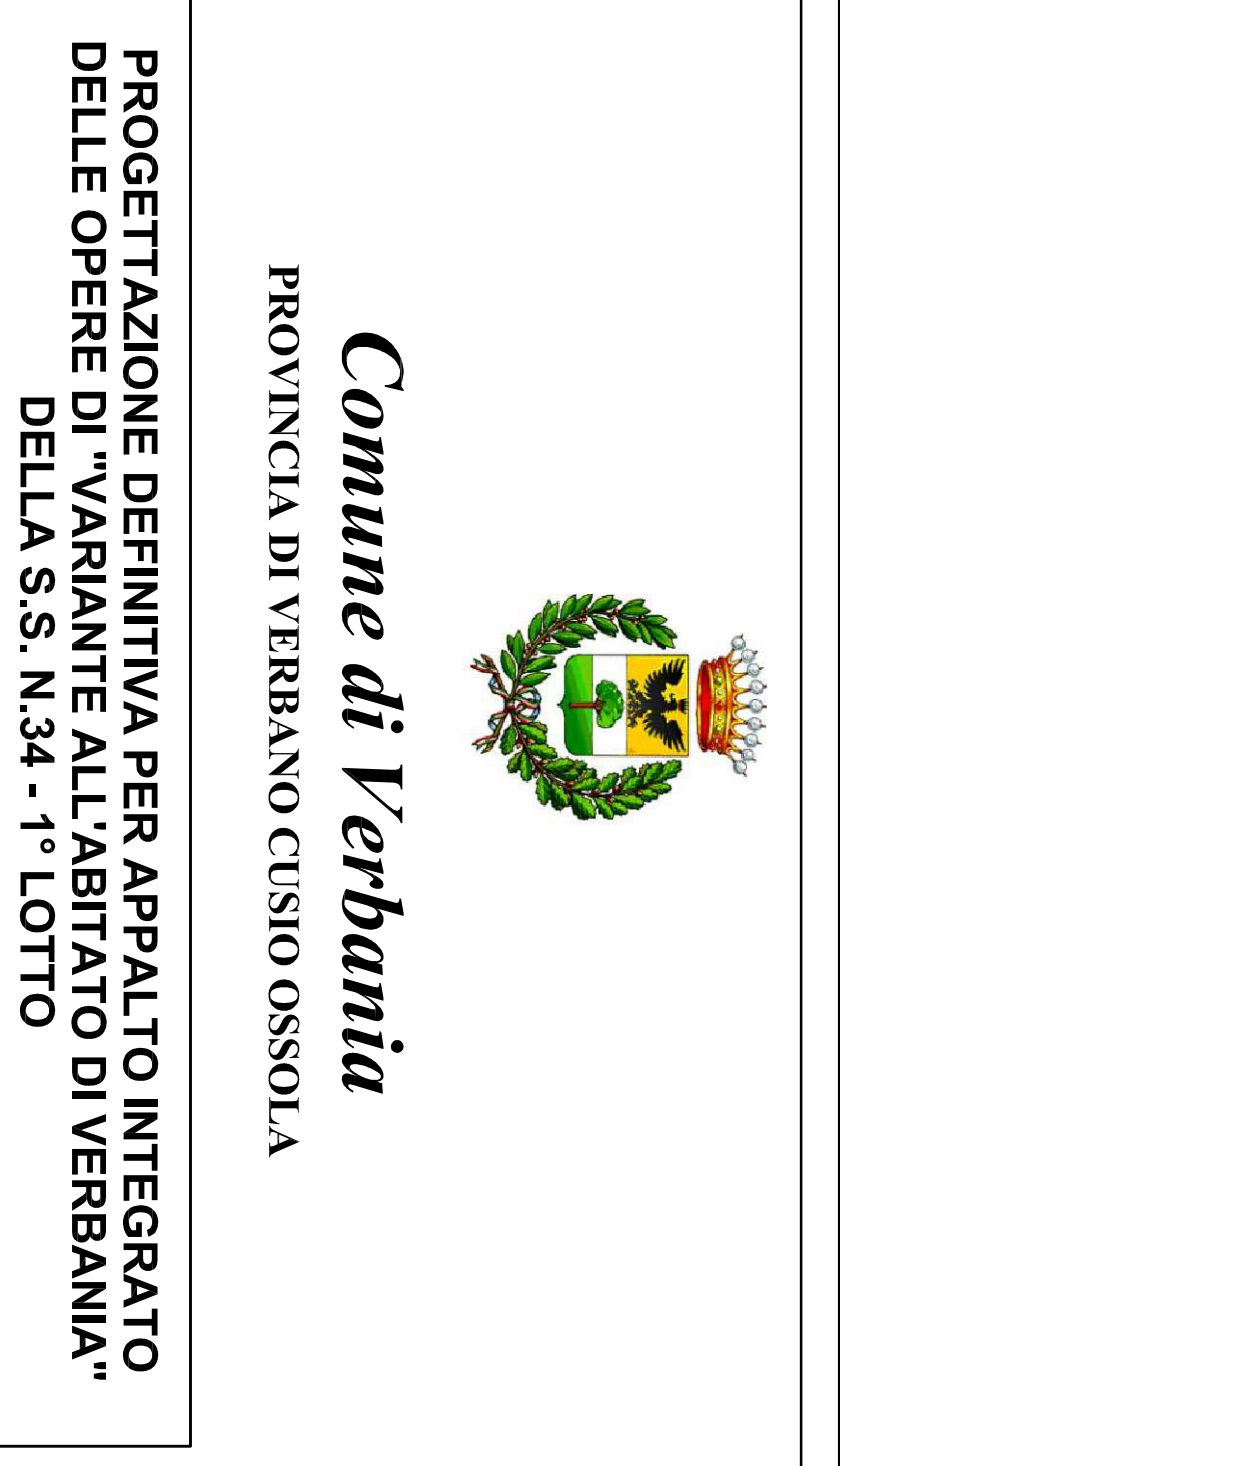 Comune di Verbania
PROVINCIA DI VERBANO CUSIO OSSOLA
PROGETTAZIONE DEFINITIVA PER APPALTO INTEGRATO
DELLE OPERE DI "VARIANTE ALL'ABITATO DI VERBANIA"
DELLA S.S. N.34 - 1° LOTTO